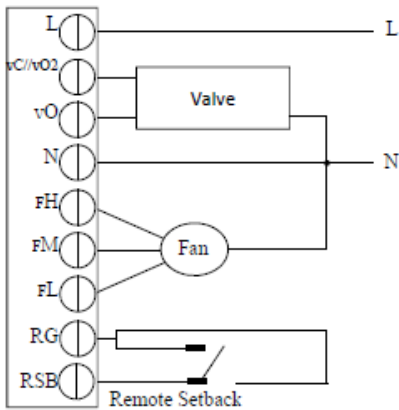 L L
vC//vO2
Valve
vO
N N
FH
FM Fan
FL
RG
RSB
Remote Setback